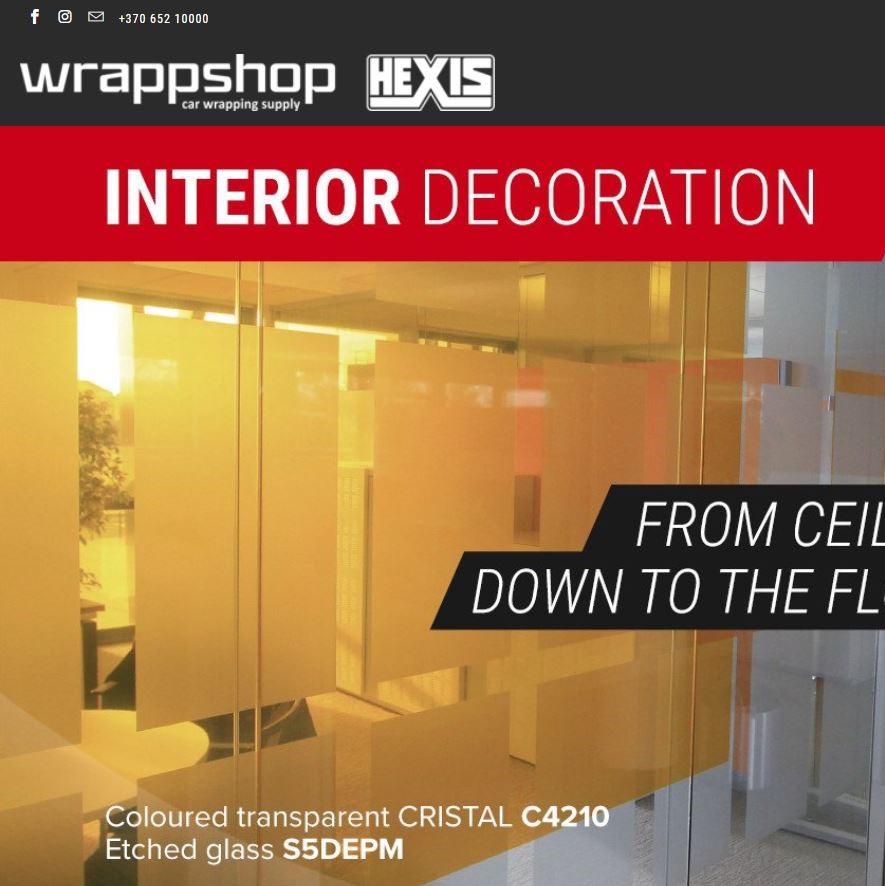 +370 652 10000
wrappshop
car wrapping supply
HEXIS
INTERIOR DECORATION
FROM CEIL
DOWN TO THE FL
Coloured transparent CRISTAL C4210
Etched glass S5DEPM